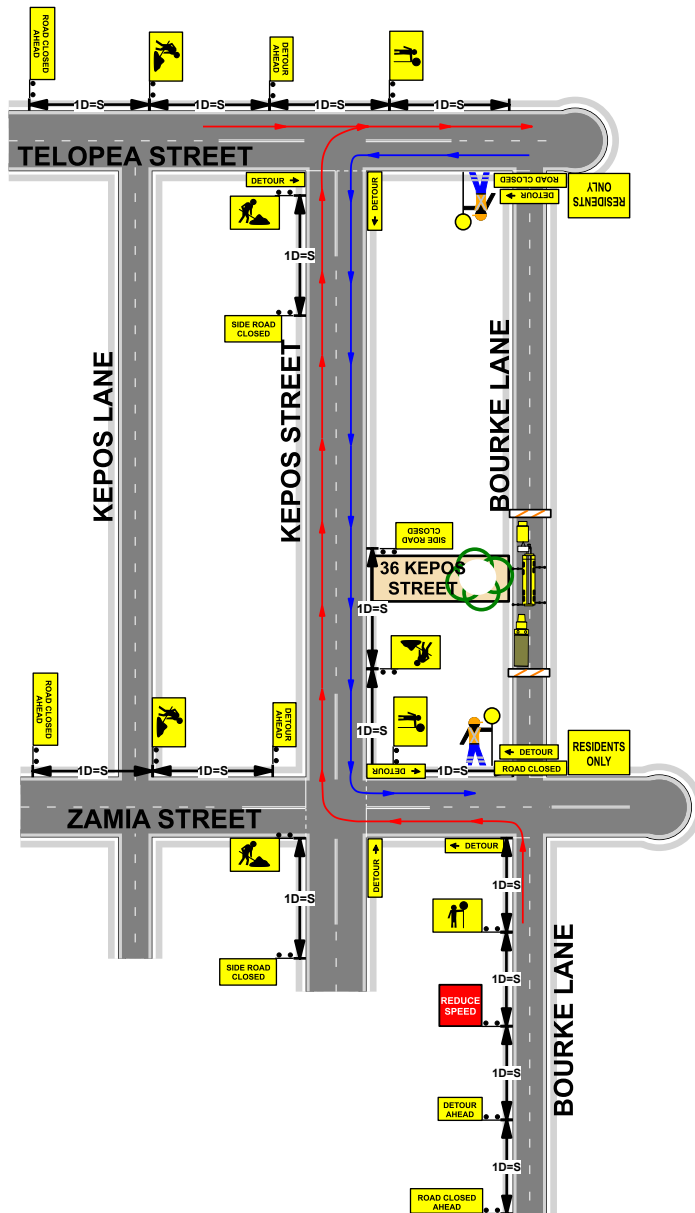 ROAD CLOSED
AHEAD
DETOUR
AHEAD
1D=S
1D=S
1D=S
1D=S
TELOPEA STREET
DETOUR
DETOUR
ROAD CLOSED
DETOUR
RESIDENTS
ONLY
1D=S
SIDE ROAD
CLOSED
KEPOS LANE
KEPOS STREET
BOURKE LANE
SIDE ROAD
CLOSED
36 KEPOS
STREET
1D=S
ROAD CLOSED
AHEAD
DETOUR
AHEAD
1D=S
DETOUR
ROAD CLOSED
RESIDENTS
ONLY
1D=S
1D=S
DETOUR
1D=S
ZAMIA STREET
DETOUR
DETOUR
1D=S
1D=S
SIDE ROAD
CLOSED
1D=S
REDUCE
SPEED
BOURKE LANE
1D=S
DETOUR
AHEAD
1D=S
ROAD CLOSED
AHEAD